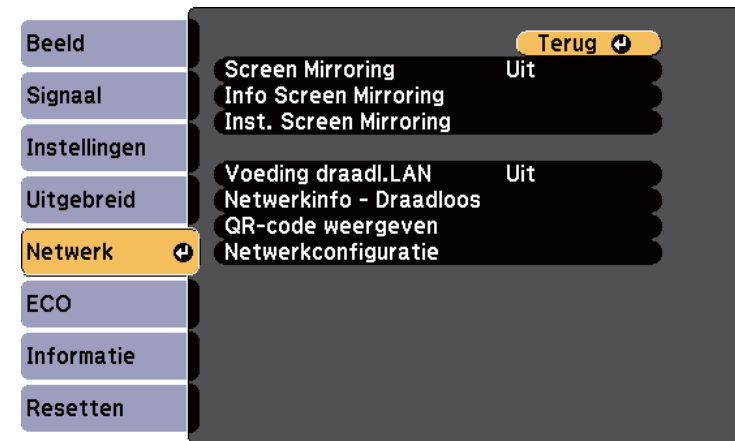 Beeld
Signaal
Instellingen
Uitgebreid
Netwerk
ECO
Informatie
Resetten
Terug
Screen Mirroring Uit
Info Screen Mirroring
Inst. Screen Mirroring
Voeding draadl.LAN Uit
Netwerkinfo - Draadloos
QR-code weergeven
Netwerkconfiguratie